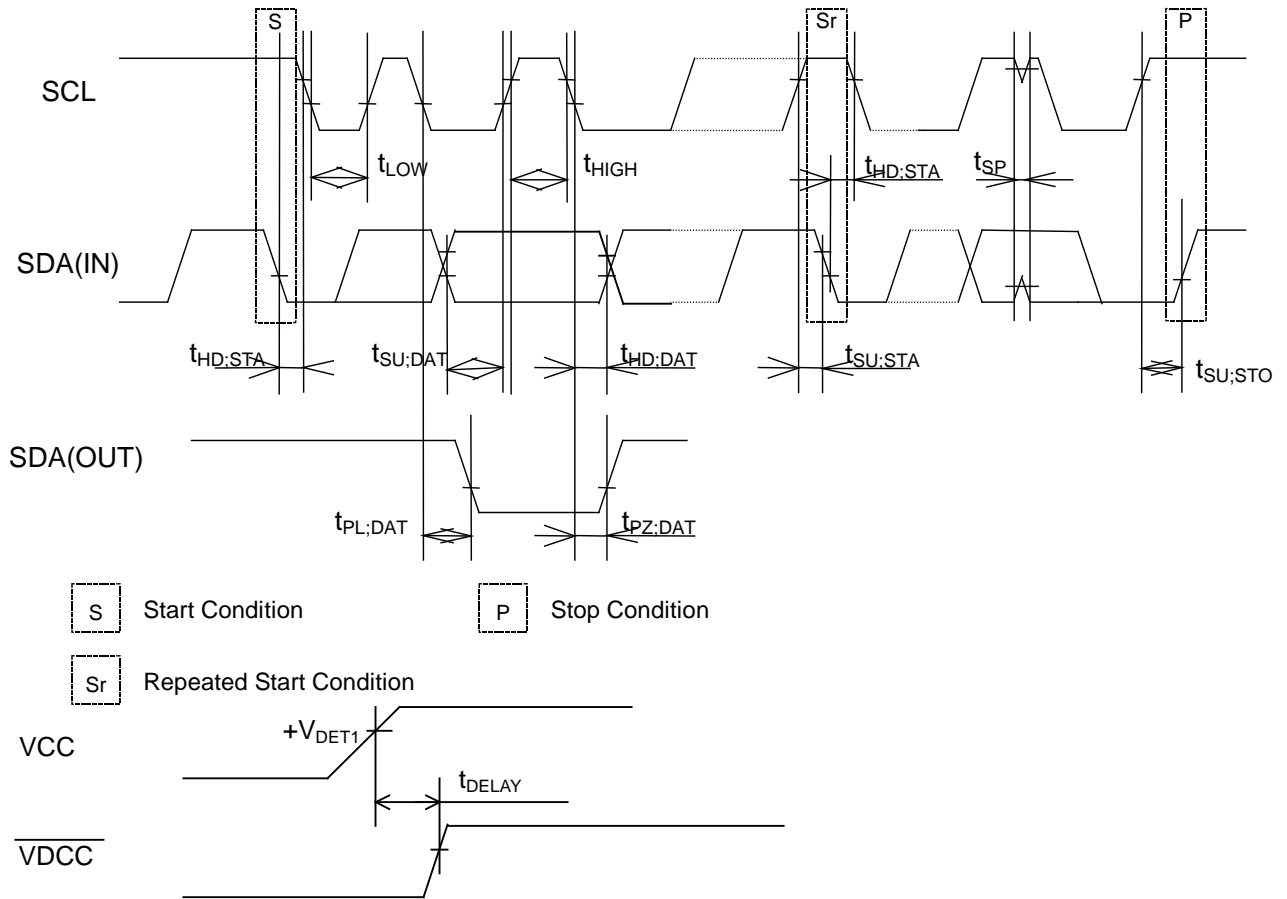 S Sr P
SCL
tLOW tHIGH tHD;STA tSP
SDA(IN)
tHD;STA tSU;DAT tHD;DAT tSU;STA tSU;STO
SDA(OUT)
tPL;DAT tPZ;DAT
S Start Condition P Stop Condition
Sr Repeated Start Condition
+VDET1
VCC
tDELAY
VDCC